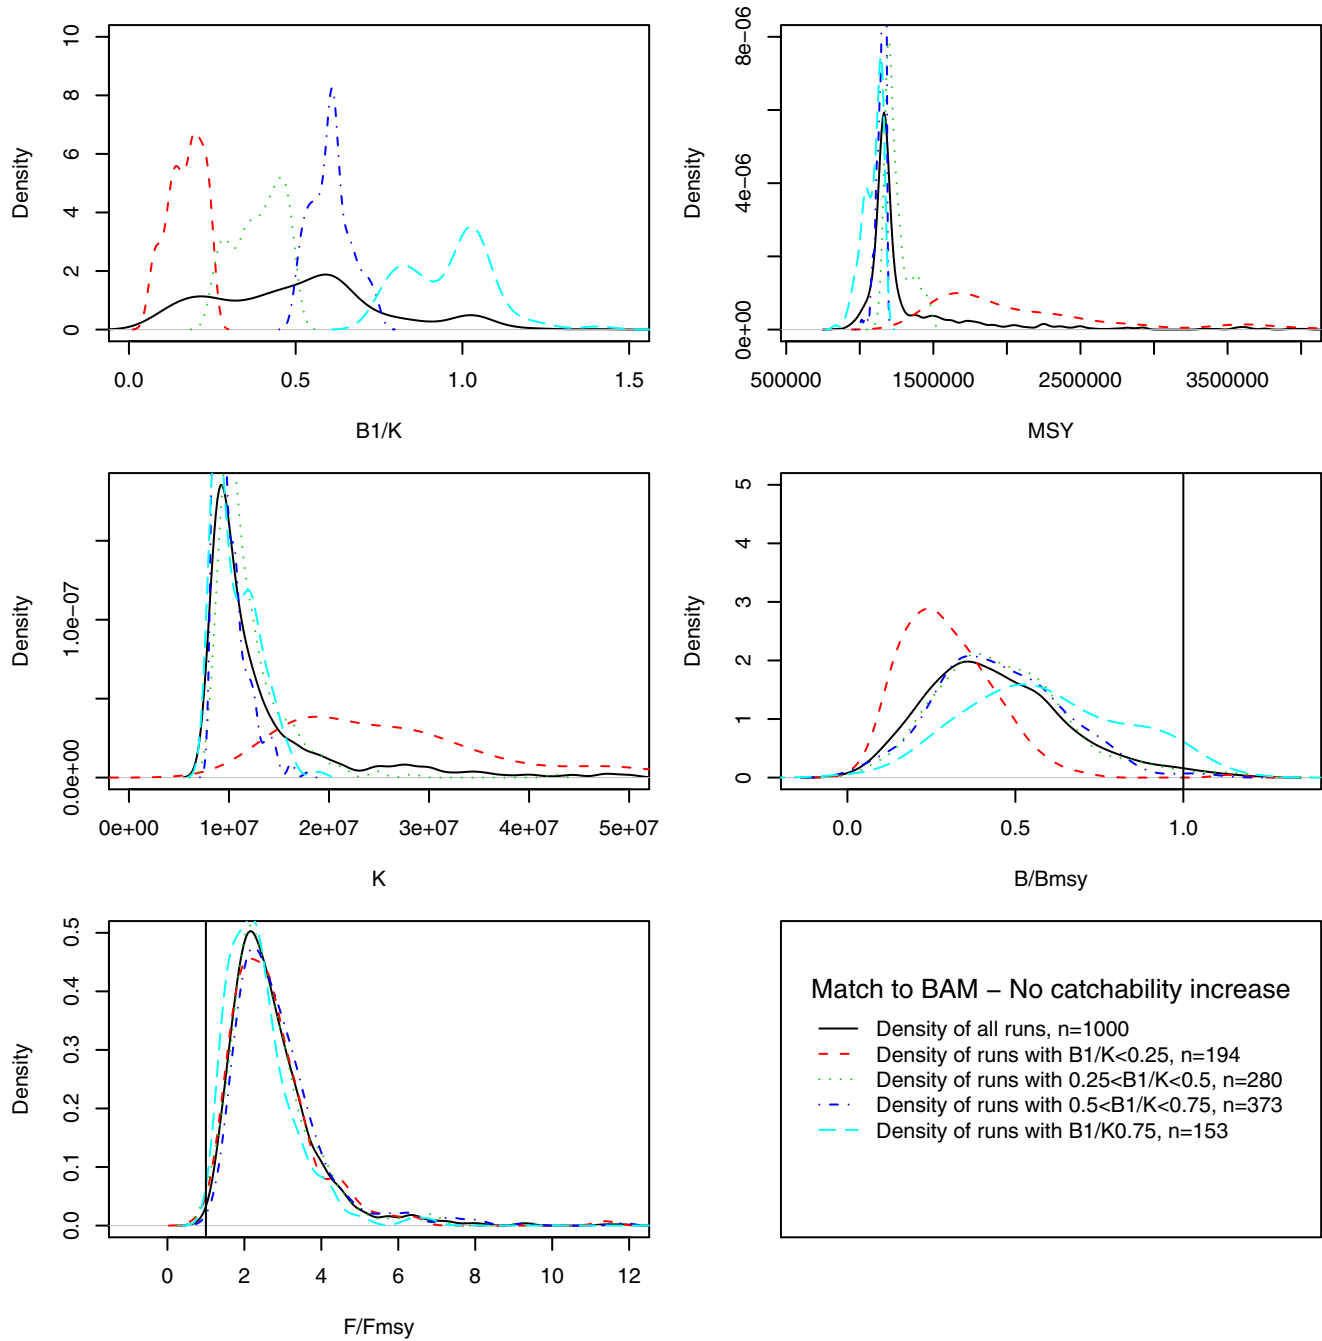 10
8
6
4
2
0
Density
0.0 0.5 1.0 1.5
B1/K
8e−06
4e−06
0e+00
Density
500000 1500000 2500000 3500000
MSY
1.0e−07
0.0e+00
Density
0e+00 1e+07 2e+07 3e+07 4e+07 5e+07
K
5
4
3
2
1
0
Density
0.0 0.5 1.0
B/Bmsy
0.5
0.4
0.3
0.2
0.1
0.0
Density
0 2 4 6 8 10 12
F/Fmsy
Match to BAM − No catchability increase
Density of all runs, n=1000
Density of runs with B1/K<0.25, n=194
Density of runs with 0.25<B1/K<0.5, n=280
Density of runs with 0.5<B1/K<0.75, n=373
Density of runs with B1/K0.75, n=153